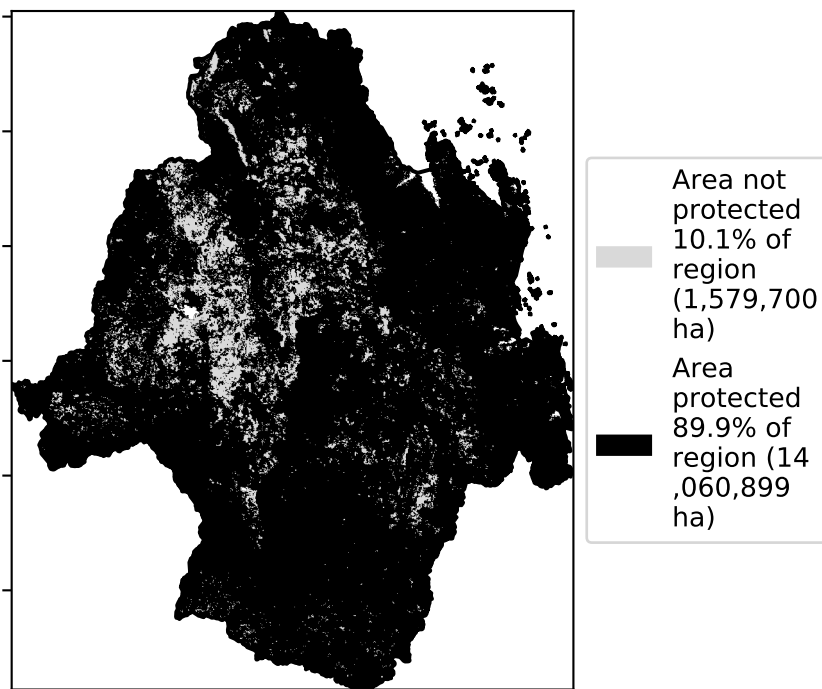 Area not
protected
10.1% of
region
(1,579,700
ha)
Area
protected
89.9% of
region (14
,060,899
ha)